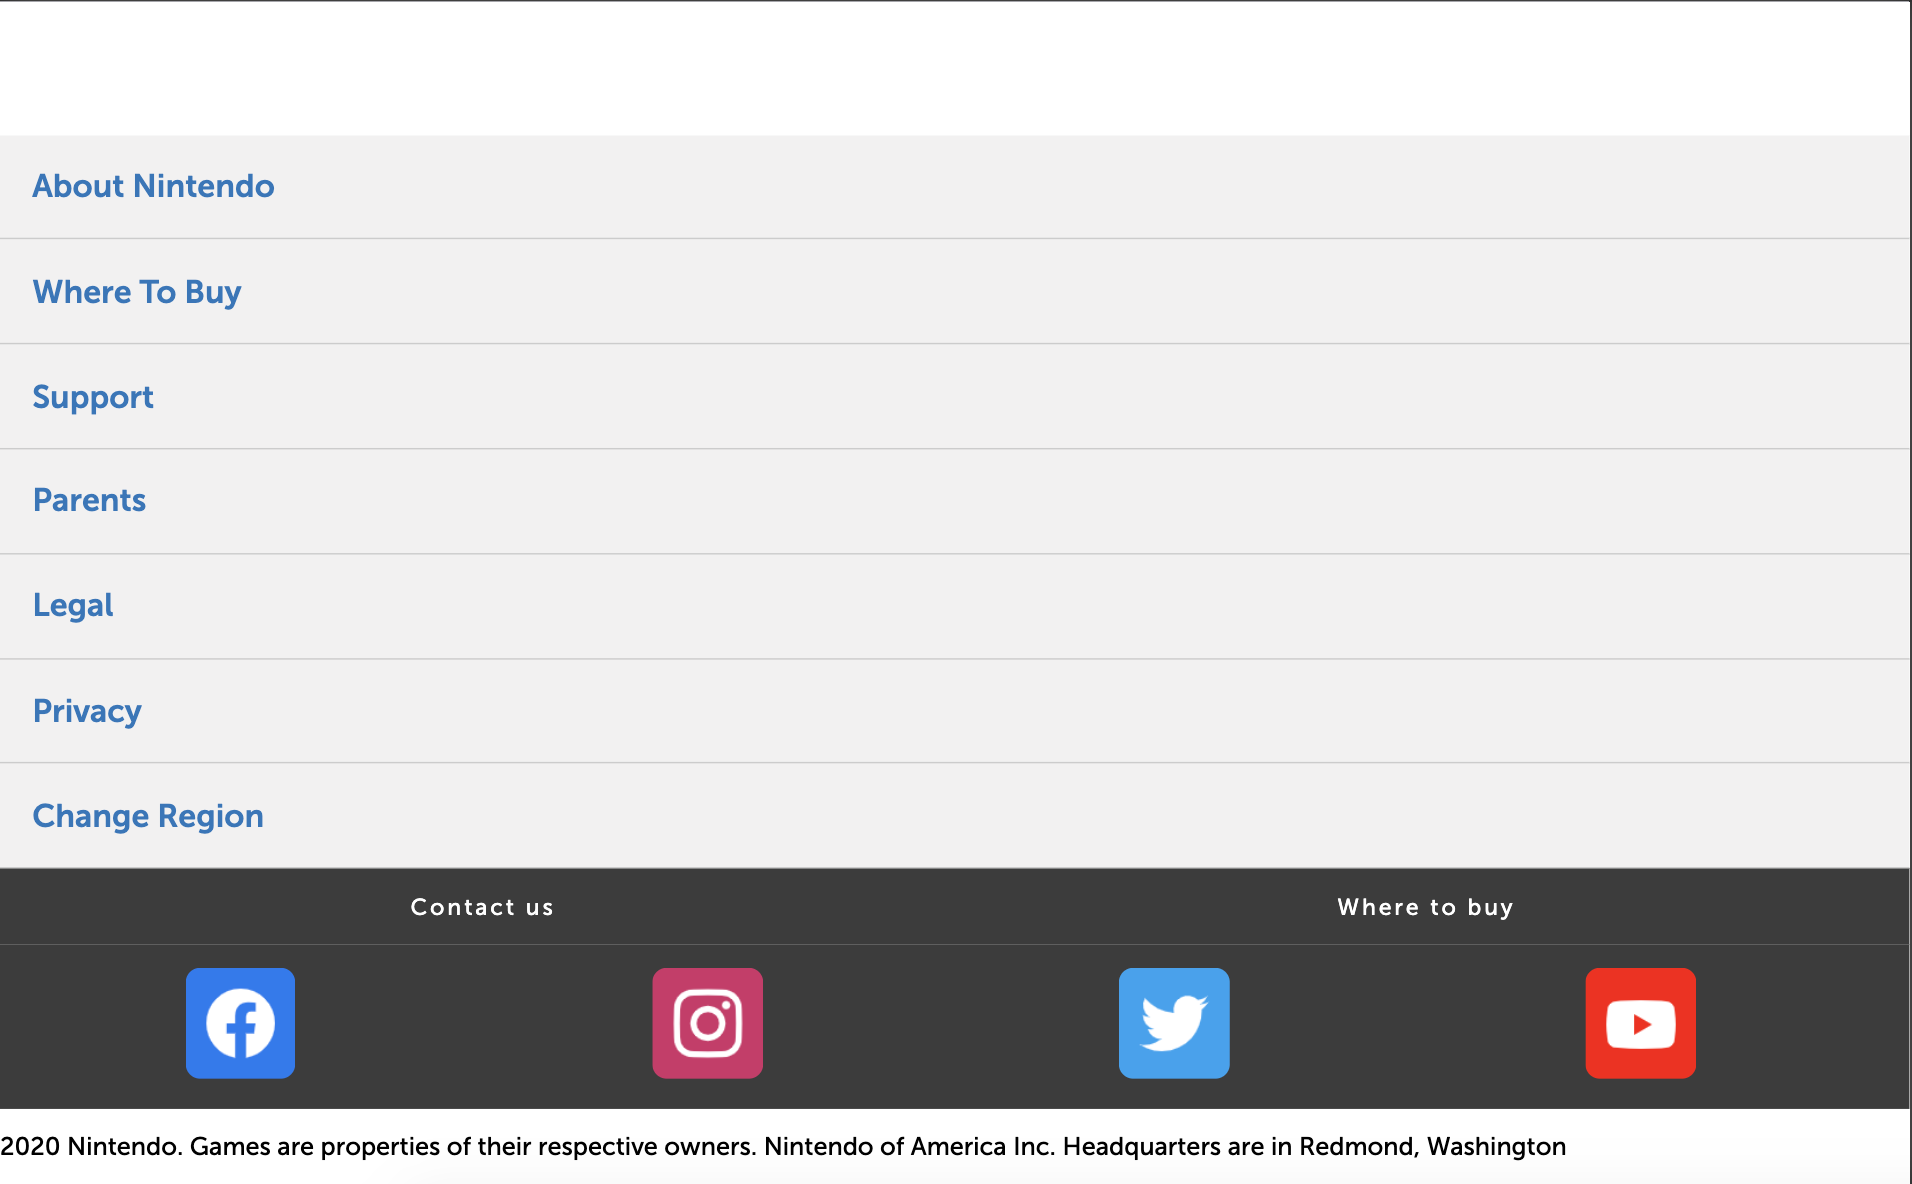 About Nintendo
Where To Buy
Support
Parents
Legal
Privacy
Change Region
Contact us
Where to buy
2020 Nintendo. Games are properties of their respective owners. Nintendo of America Inc. Headquarters are in Redmond, Washington